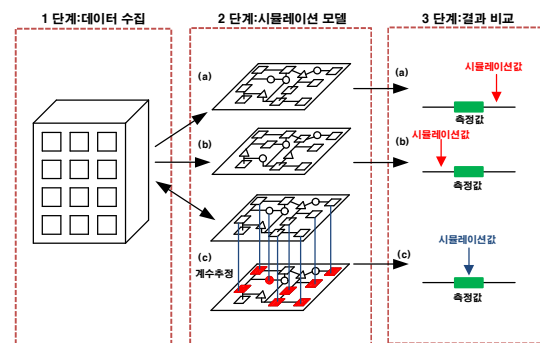 1 단계:데이터 수집
2 단계:시뮬레이션 모델
3 단계:결과 비교
(a)
(b)
(c)
계수추정
(a)
시뮬레이션값
측정값
시뮬레이션값
(b)
측정값
시뮬레이션값
(c)
측정값